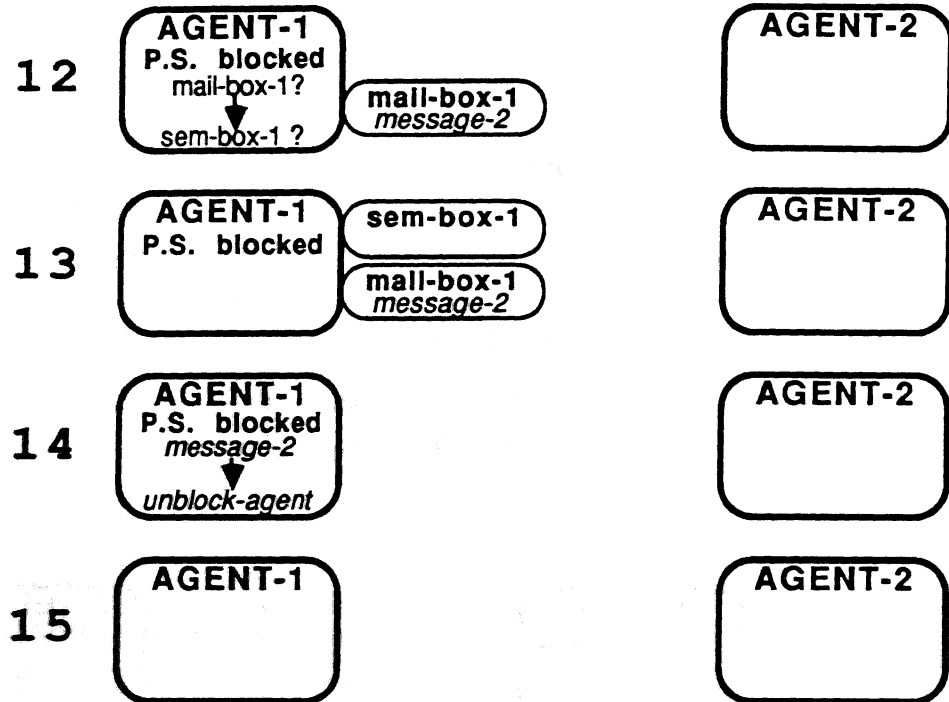 12
AGENT-1
P.S. blocked
mail-box-1?
sem-box-1 ?
mail-box-1
message-2
AGENT-2
13
AGENT-1
P.S. blocked
sem-box-1
mail-box-1
message-2
AGENT-2
14
AGENT-1
P.S. blocked
message-2
unblock-agent
AGENT-2
15
AGENT-1
AGENT-2